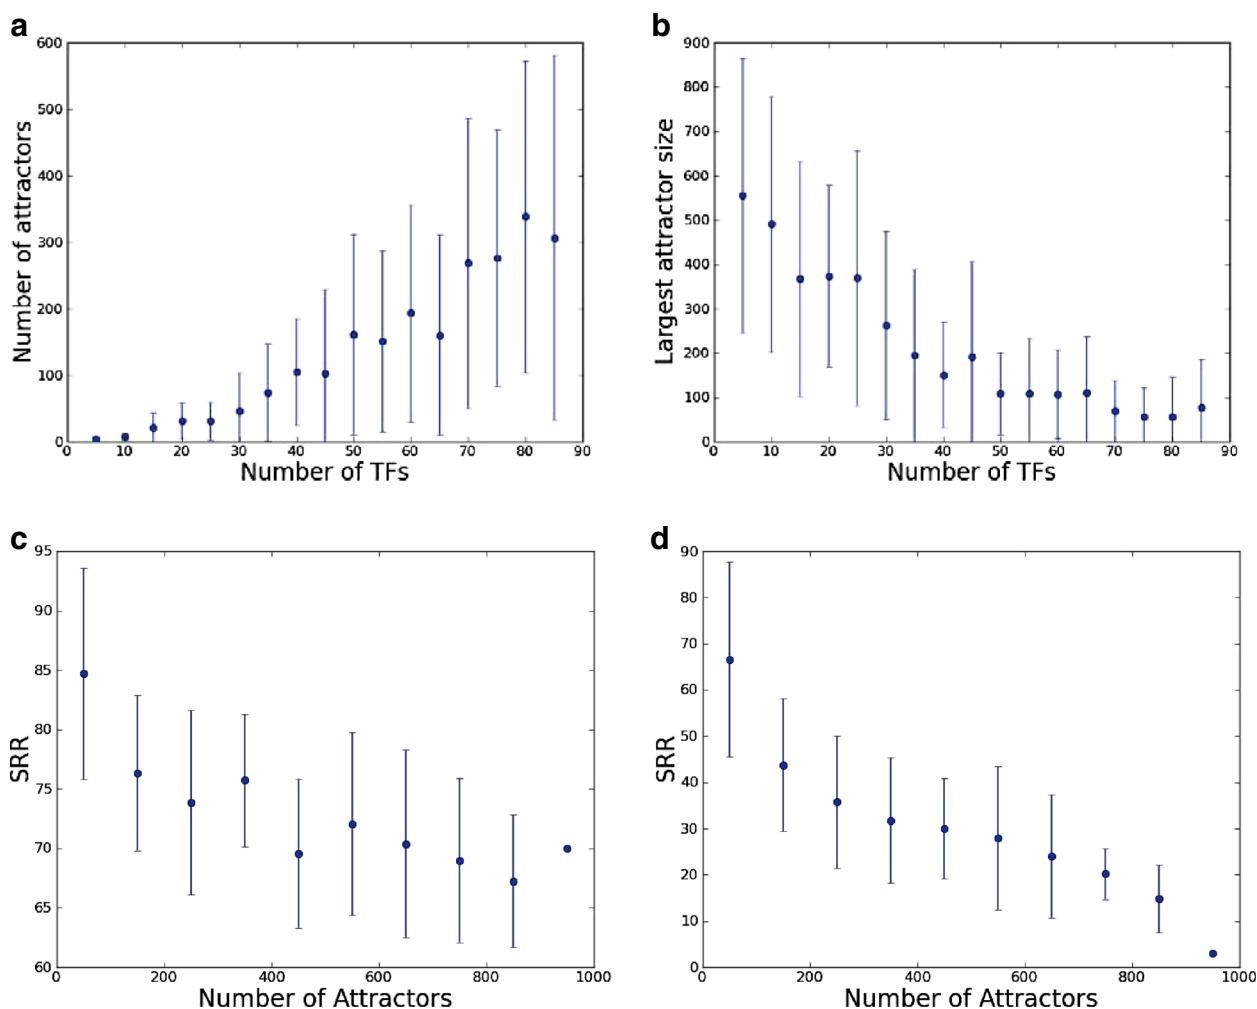 a
600
500
400
300
200
100
0
Number of attractors
0 10 20 30 40 50 60 70 80 90
Number of TFs
b
900
800
700
600
500
400
300
200
100
0
Largest attractor size
0 10 20 30 40 50 60 70 80 90
Number of TFs
c
95
90
85
80
75
70
65
60
SRR
0 200 400 600 800 1000
Number of Attractors
d
90
80
70
60
50
40
30
20
10
0
SRR
0 200 400 600 800 1000
Number of Attractors